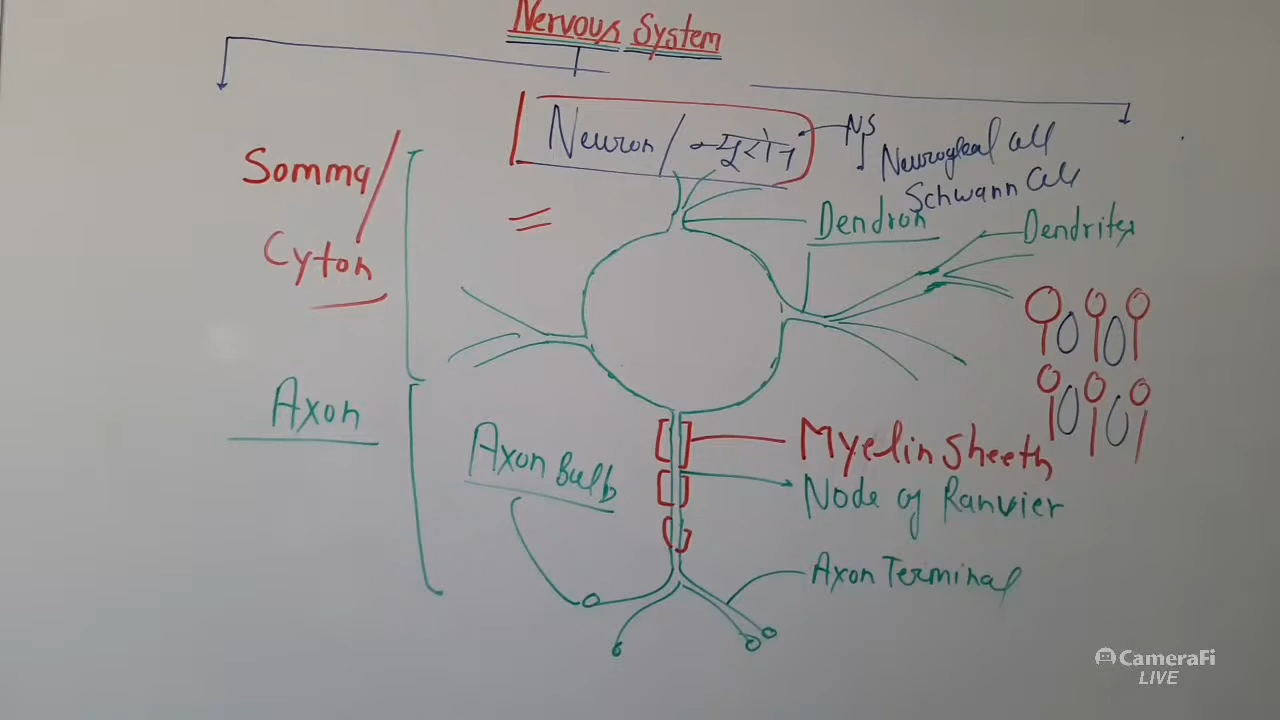 Nervous System
Neuron / न्यूरोन
NS
Neurogleal Cell
Schwann Cell
Somma/
Cyton
Dendron
Dendrites
Axon
Axon Bulb
Myelin Sheeth
Node of Ranvier
Axon Terminal
CameraFi
LIVE